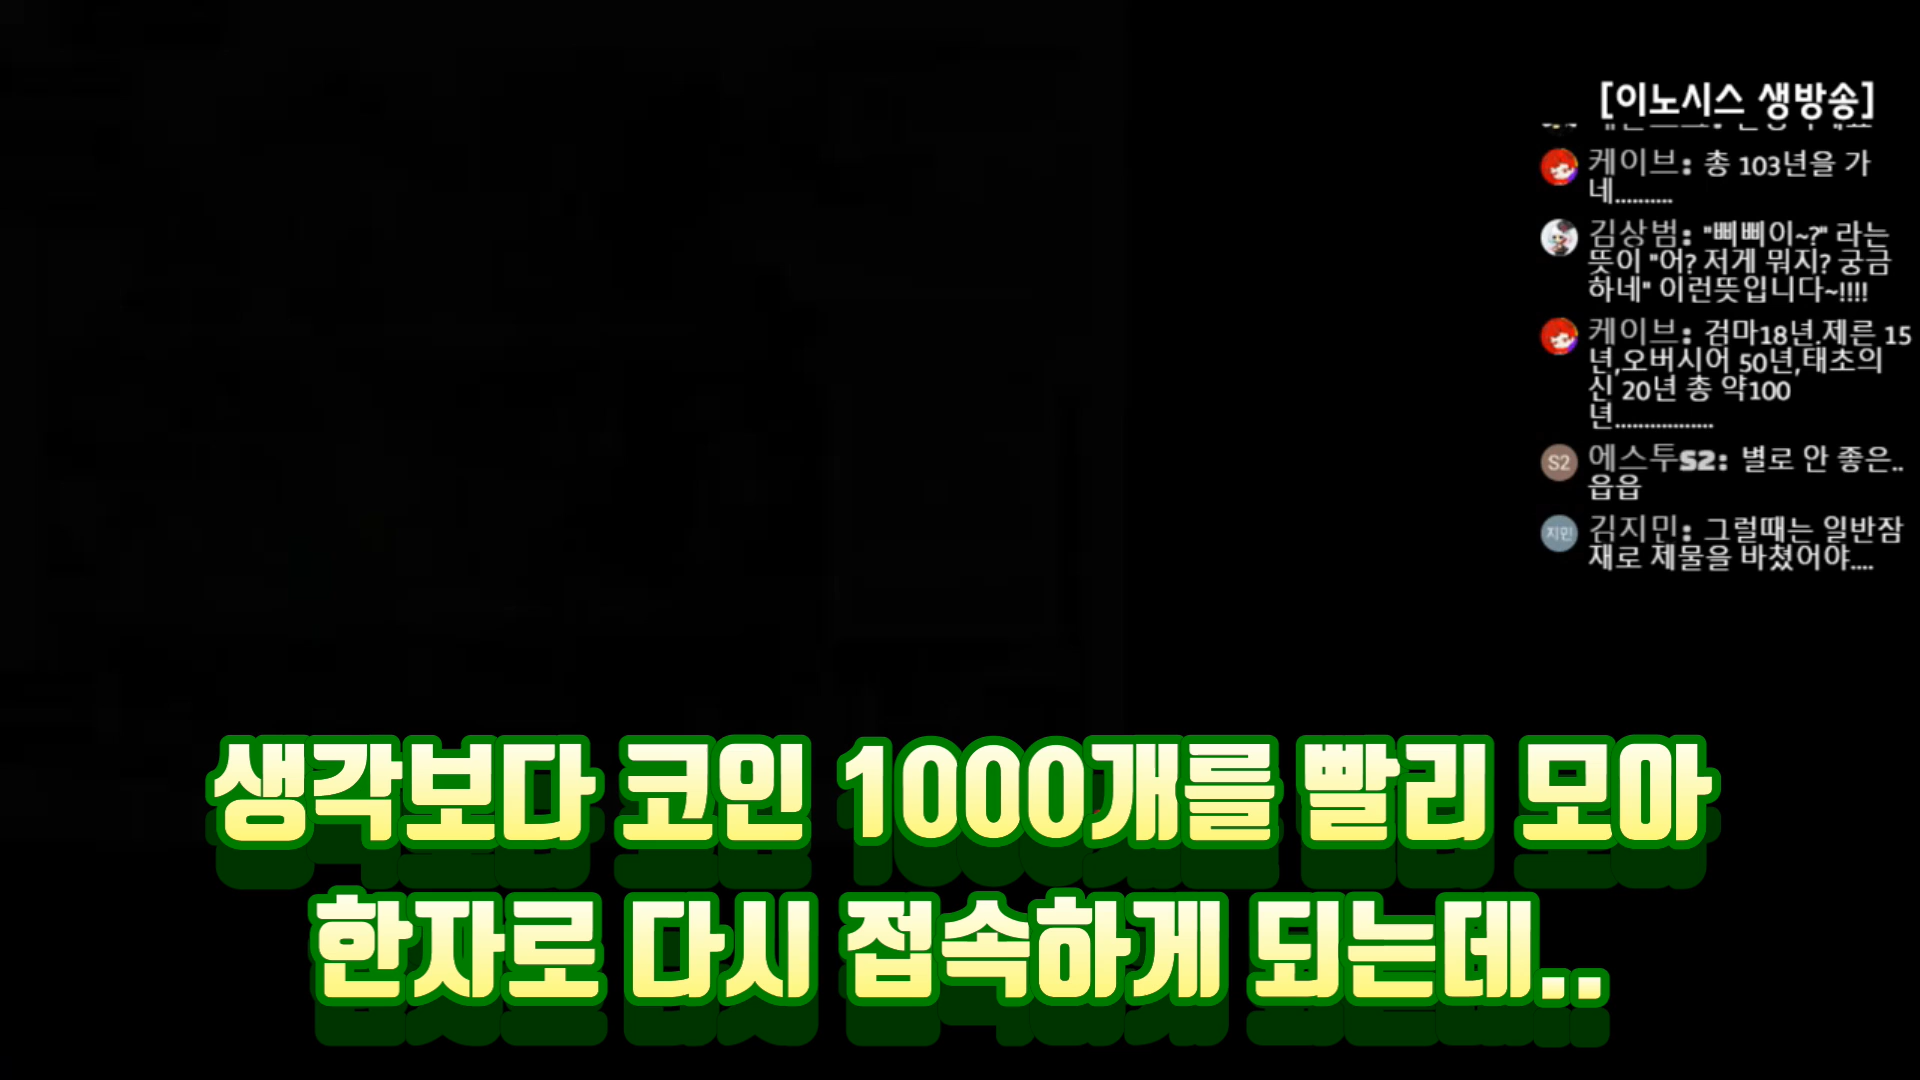 [이노시스 생방송]
케이브: 총 103년을 가
네..........
김상범: "삐삐이~?" 라는
뜻이 "어? 저게 뭐지? 궁금
하네" 이런뜻입니다~!!!!
케이브: 검마18년.제른 15
년,오버시어 50년,태초의
신 20년 총 약100
년.................
S2 에스투S2: 별로 안 좋은..
읍읍
지민 김지민: 그럴때는 일반잠
재로 제물을 바쳤어야....
생각보다 코인 1000개를 빨리 모아
한자로 다시 접속하게 되는데..